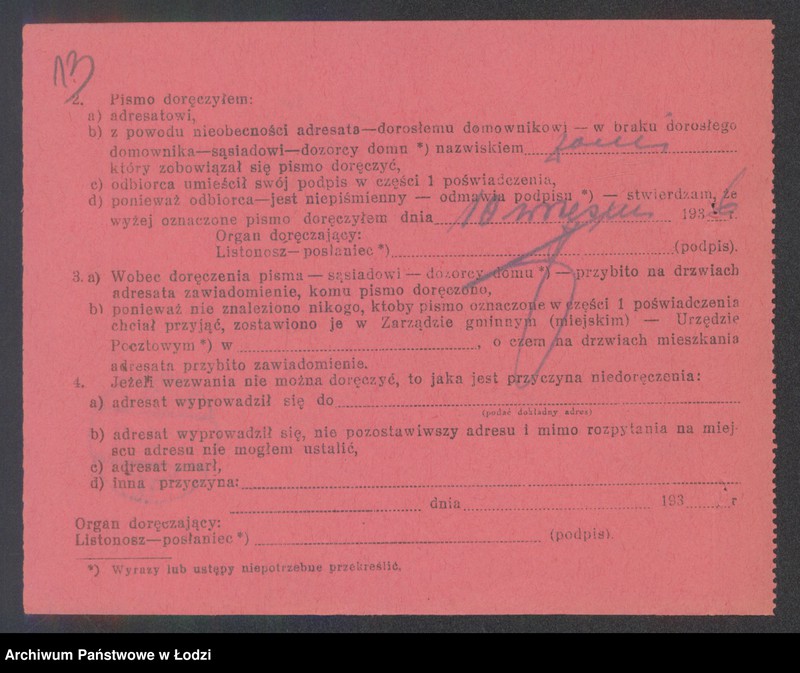 13
2. Pismo doręczyłem:
a) adresatowi,
b) z powodu nieobecności adresata—dorosłemu domownikowi — w braku dorosłego
domownika—sąsiadowi—dozorcy domu *) nazwiskiem
który zobowiązał się pismo doręczyć,
c) odbiorca umieścił swój podpis w części 1 poświadczenia,
d) ponieważ odbiorca—jest niepiśmienny — odmawia podpisu *) — stwierdzam, że
wyżej oznaczone pismo doręczyłem dnia 10 września 1936 r.
Organ doręczający:
Listonosz—posłaniec *) (podpis).
3. a) Wobec doręczenia pisma — sąsiadowi — dozorcy domu *) — przybito na drzwiach
adresata zawiadomienie, komu pismo doręczono,
b) ponieważ nie znaleziono nikogo, ktoby pismo oznaczone w części 1 poświadczenia
chciał przyjąć, zostawiono je w Zarządzie gminnym (miejskim) — Urzędzie
Pocztowym *) w , o czem na drzwiach mieszkania
adresata przybito zawiadomienie.
4. Jeżeli wezwania nie można doręczyć, to jaka jest przyczyna niedoręczenia:
a) adresat wyprowadził się do
(podać dokładny adres)
b) adresat wyprowadził się, nie pozostawiwszy adresu i mimo rozpytania na miej-
scu adresu nie mogłem ustalić,
c) adresat zmarł,
d) inna przyczyna:
dnia 193 r
Organ doręczający:
Listonosz—posłaniec *) (podpis).
*) Wyrazy lub ustępy niepotrzebne przekreślić.
Archiwum Państwowe w Łodzi